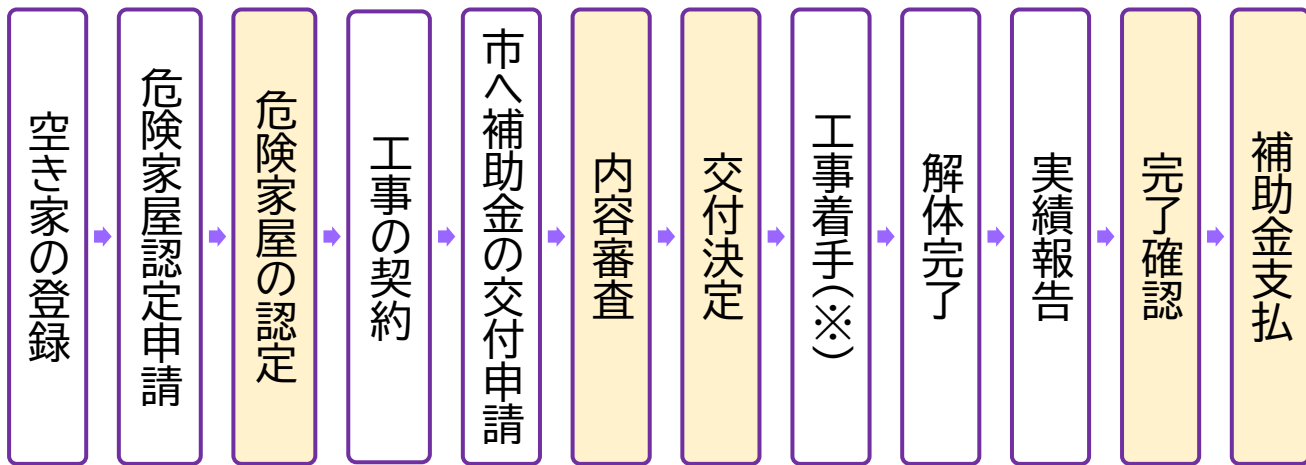 空き家の登録
危険家屋認定申請
危険家屋の認定
工事の契約
市へ補助金の交付申請
内容審査
交付決定
工事着手(※)
解体完了
実績報告
完了確認
補助金支払